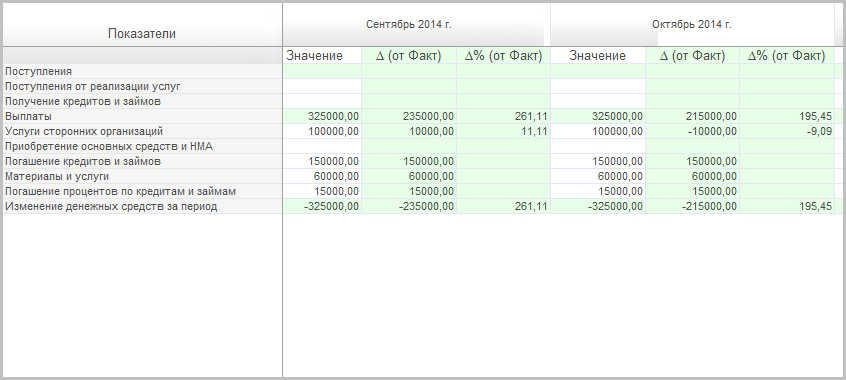 Показатели Сентябрь 2014 г. Октябрь 2014 г.
Значение Δ (от Факт) Δ% (от Факт) Значение Δ (от Факт) Δ% (от Факт)
Поступления
Поступления от реализации услуг
Получение кредитов и займов
Выплаты 325000,00 235000,00 261,11 325000,00 215000,00 195,45
Услуги сторонних организаций 100000,00 10000,00 11,11 100000,00 -10000,00 -9,09
Приобретение основных средств и НМА
Погашение кредитов и займов 150000,00 150000,00 150000,00 150000,00
Материалы и услуги 60000,00 60000,00 60000,00 60000,00
Погашение процентов по кредитам и займам 15000,00 15000,00 15000,00 15000,00
Изменение денежных средств за период -325000,00 -235000,00 261,11 -325000,00 -215000,00 195,45